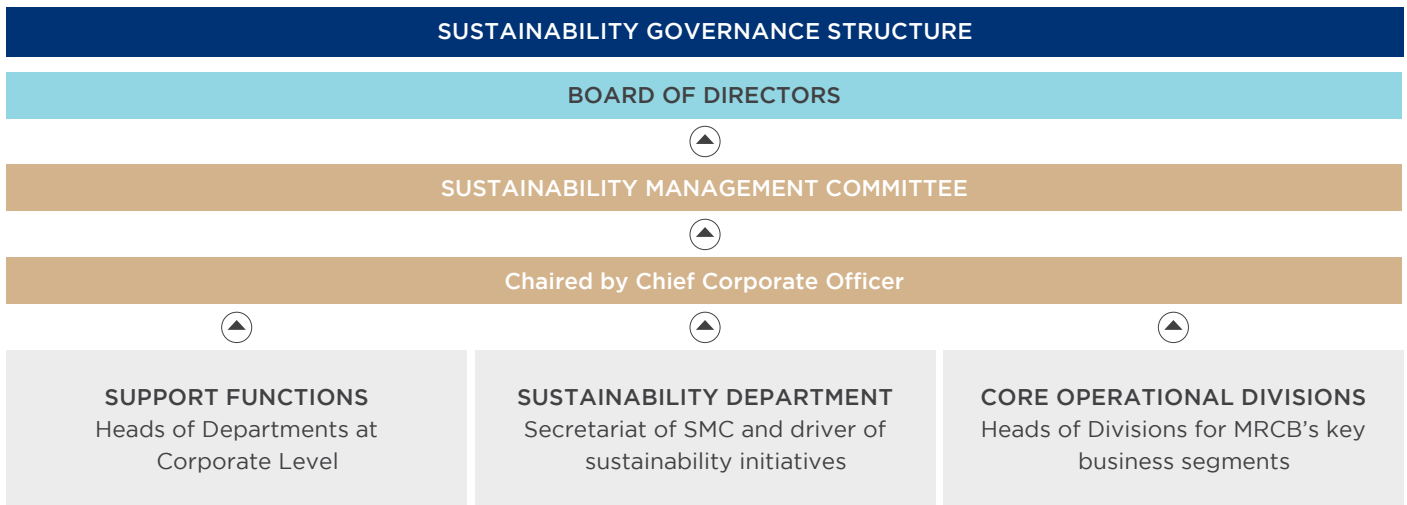 SUSTAINABILITY GOVERNANCE STRUCTURE
BOARD OF DIRECTORS
SUSTAINABILITY MANAGEMENT COMMITTEE
Chaired by Chief Corporate Officer
SUPPORT FUNCTIONS
Heads of Departments at
Corporate Level
SUSTAINABILITY DEPARTMENT
Secretariat of SMC and driver of
sustainability initiatives
CORE OPERATIONAL DIVISIONS
Heads of Divisions for MRCB’s key
business segments